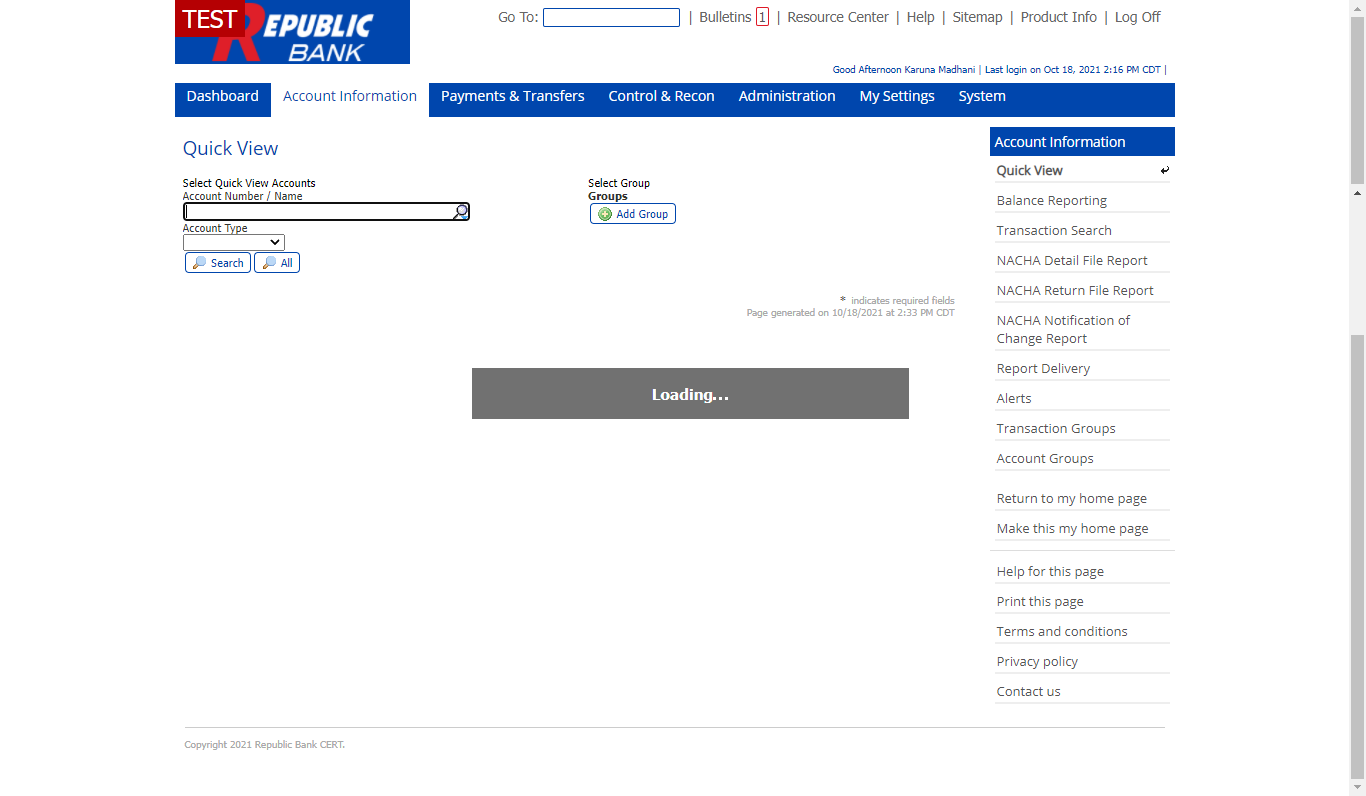 TEST
REPUBLIC
BANK
Go To: | Bulletins 1 | Resource Center | Help | Sitemap | Product Info | Log Off
Good Afternoon Karuna Madhani | Last login on Oct 18, 2021 2:16 PM CDT |
Dashboard Account Information Payments & Transfers Control & Recon Administration My Settings System
Quick View
Select Quick View Accounts
Account Number / Name
Account Type
Search All
Select Group
Groups
Add Group
* indicates required fields
Page generated on 10/18/2021 at 2:33 PM CDT
Loading...
Account Information
Quick View
Balance Reporting
Transaction Search
NACHA Detail File Report
NACHA Return File Report
NACHA Notification of
Change Report
Report Delivery
Alerts
Transaction Groups
Account Groups
Return to my home page
Make this my home page
Help for this page
Print this page
Terms and conditions
Privacy policy
Contact us
Copyright 2021 Republic Bank CERT.